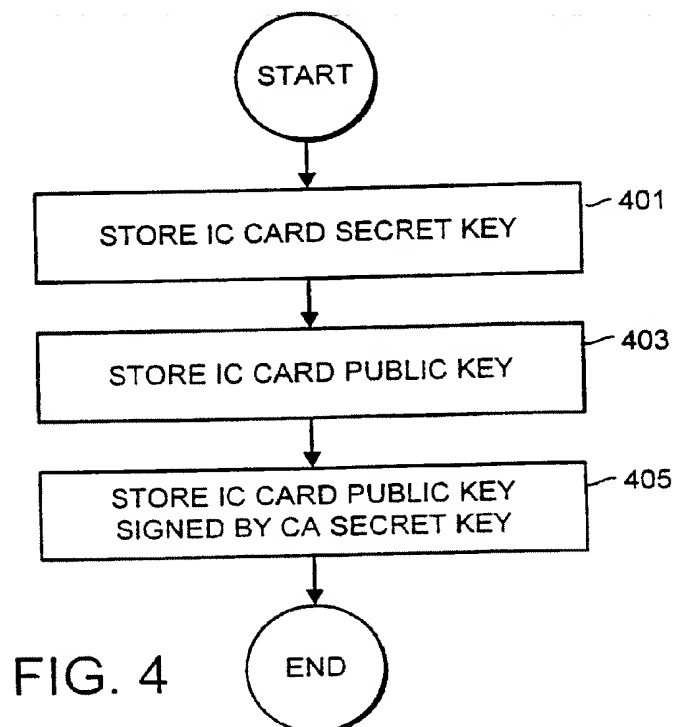 START
STORE IC CARD SECRET KEY
401
STORE IC CARD PUBLIC KEY
403
STORE IC CARD PUBLIC KEY
SIGNED BY CA SECRET KEY
405
END
FIG. 4